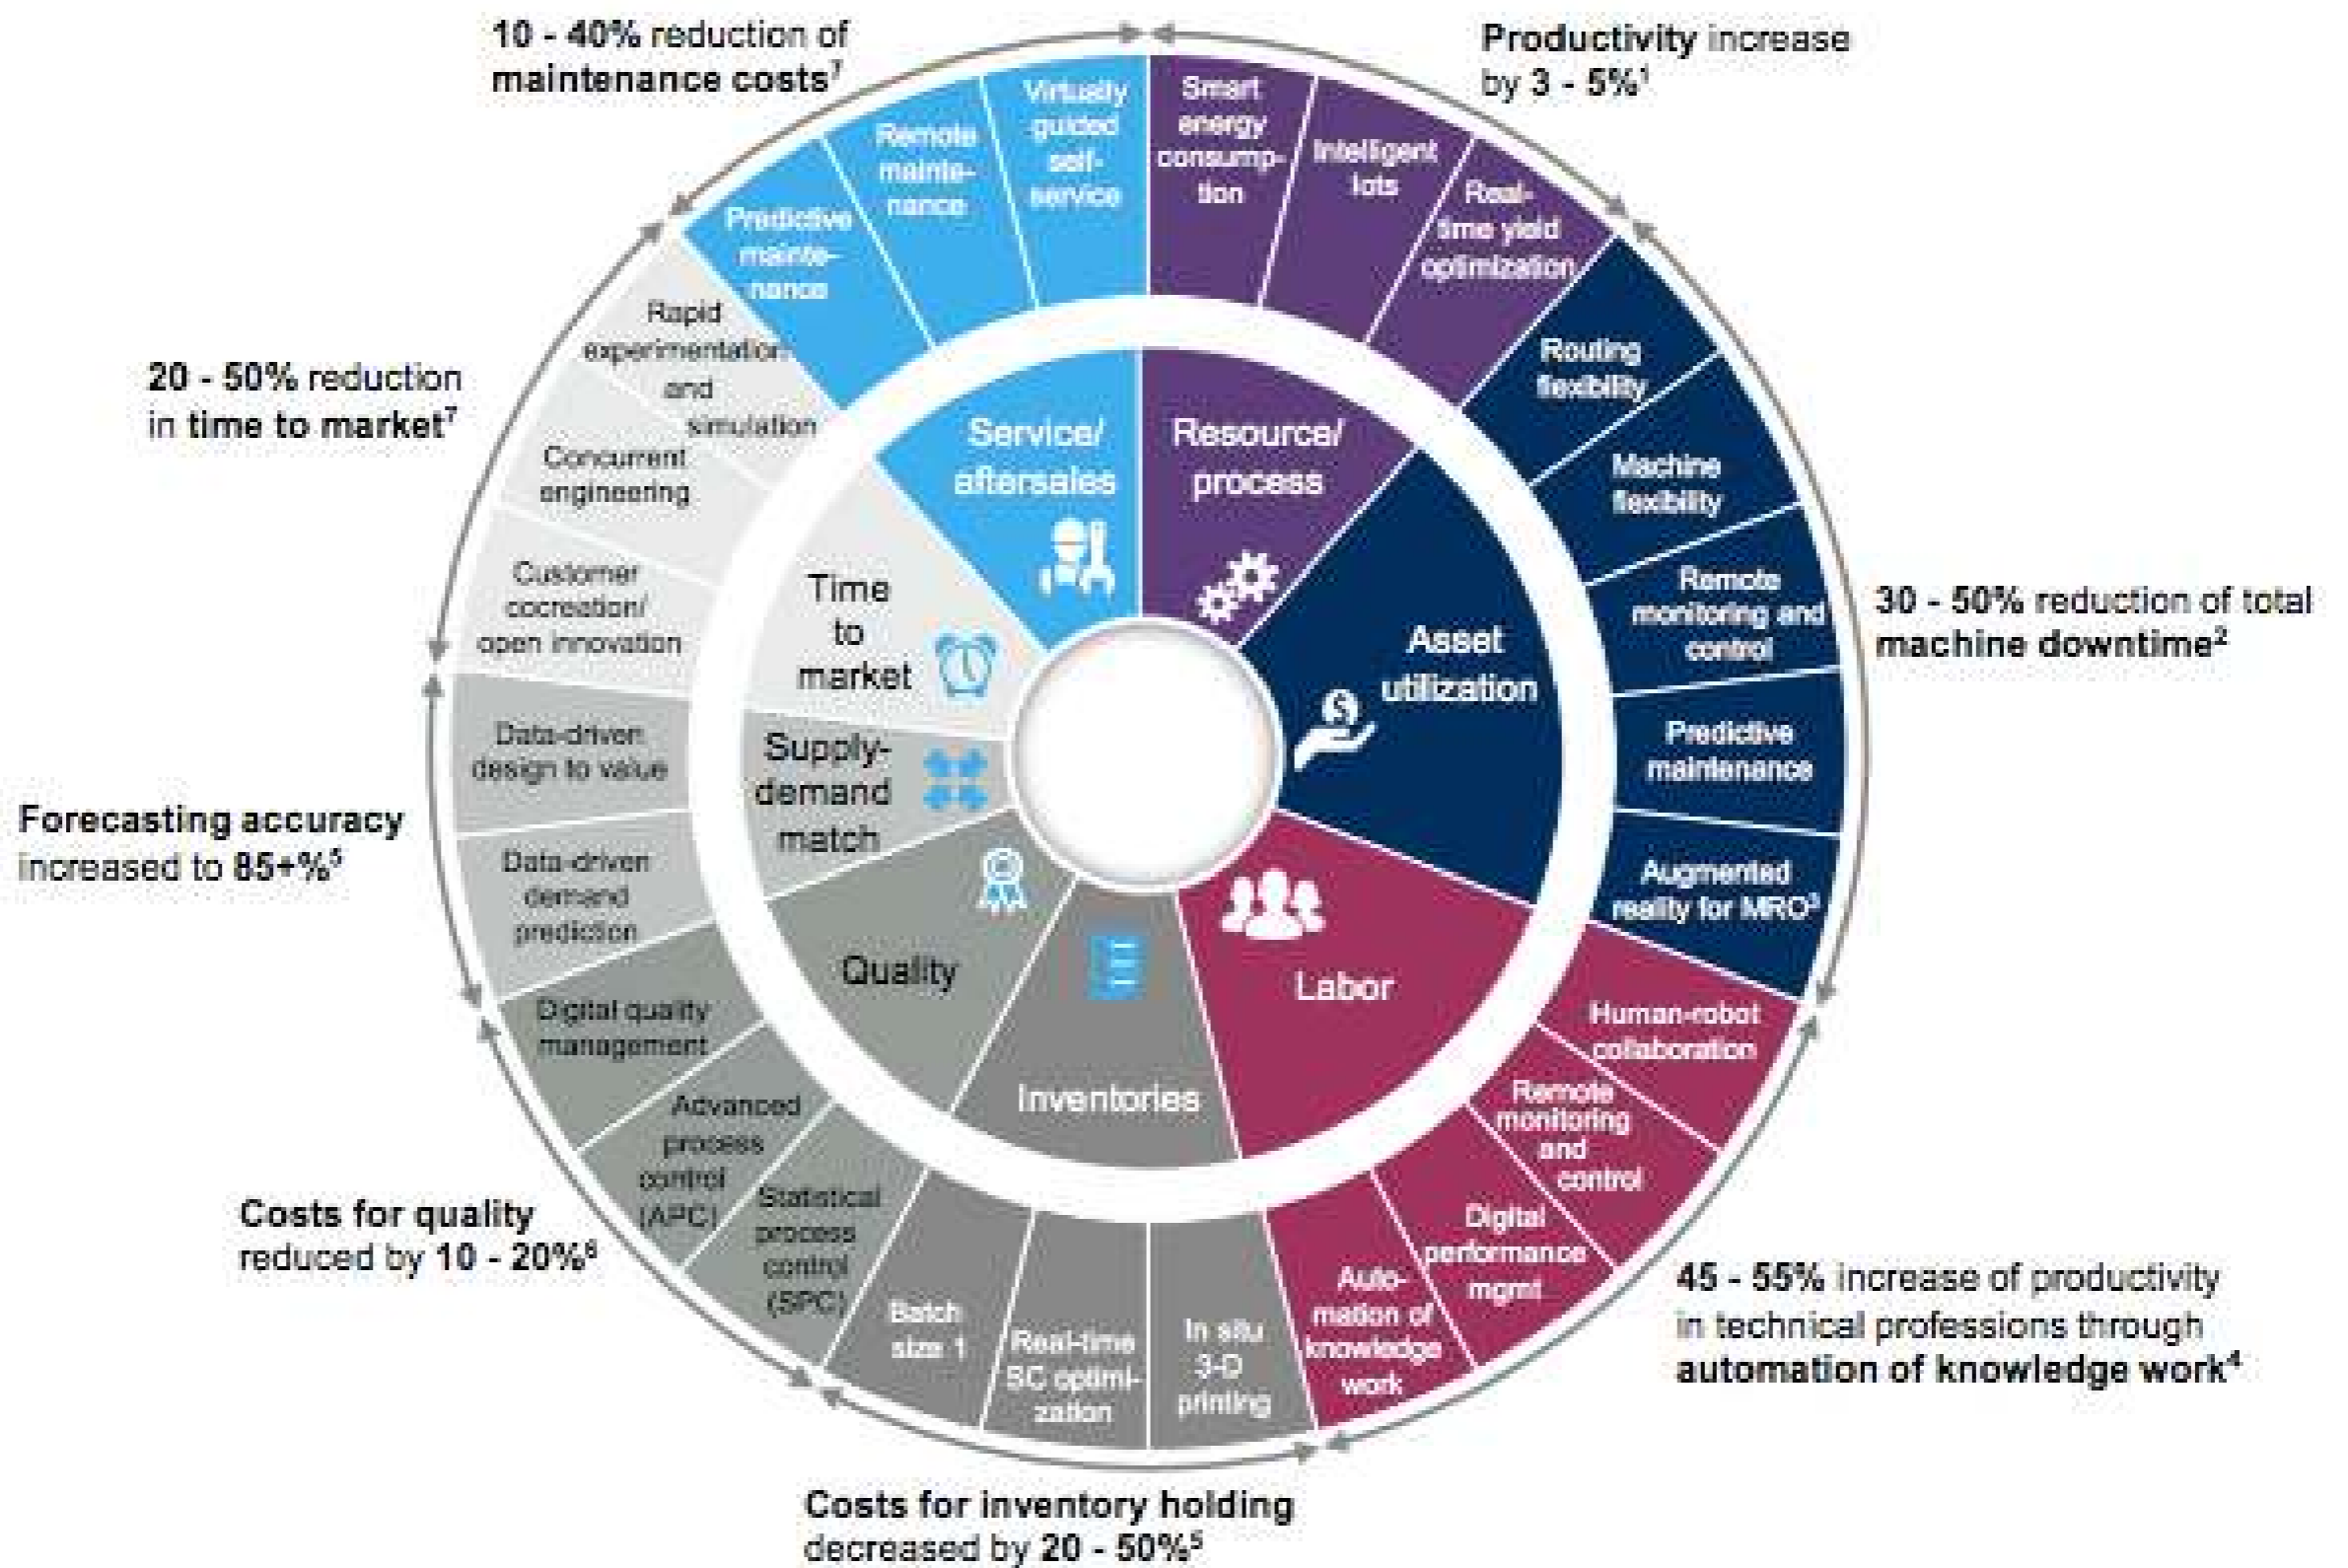 10 - 40% reduction of
maintenance costs⁷
Productivity increase
by 3 - 5%¹
Virtually
guided
self-
service
Smart
energy
consump-
tion
Remote
mainte-
nance
Intelligent
lots
Predictive
mainte-
nance
Real-
time yield
optimization
Rapid
experimentation
and
simulation
Routing
flexibility
20 - 50% reduction
in time to market⁷
Concurrent
engineering
Service/
aftersales
Resource/
process
Machine
flexibility
Customer
cocreation/
open innovation
Time
to
market
Asset
utilization
Remote
monitoring and
control
30 - 50% reduction of total
machine downtime²
Data-driven
design to value
Supply-
demand
match
Predictive
maintenance
Forecasting accuracy
increased to 85+%⁵
Data-driven
demand
prediction
Augmented
reality for MRO³
Quality
Labor
Digital quality
management
Human-robot
collaboration
Inventories
Advanced
process
control
(APC)
Remote
monitoring
and
control
Statistical
process
control
(SPC)
Digital
performance
mgmt
Costs for quality
reduced by 10 - 20%⁶
Batch
size 1
Real-time
SC optimi-
zation
In situ
3-D
printing
Auto-
mation of
knowledge
work
45 - 55% increase of productivity
in technical professions through
automation of knowledge work⁴
Costs for inventory holding
decreased by 20 - 50%⁵